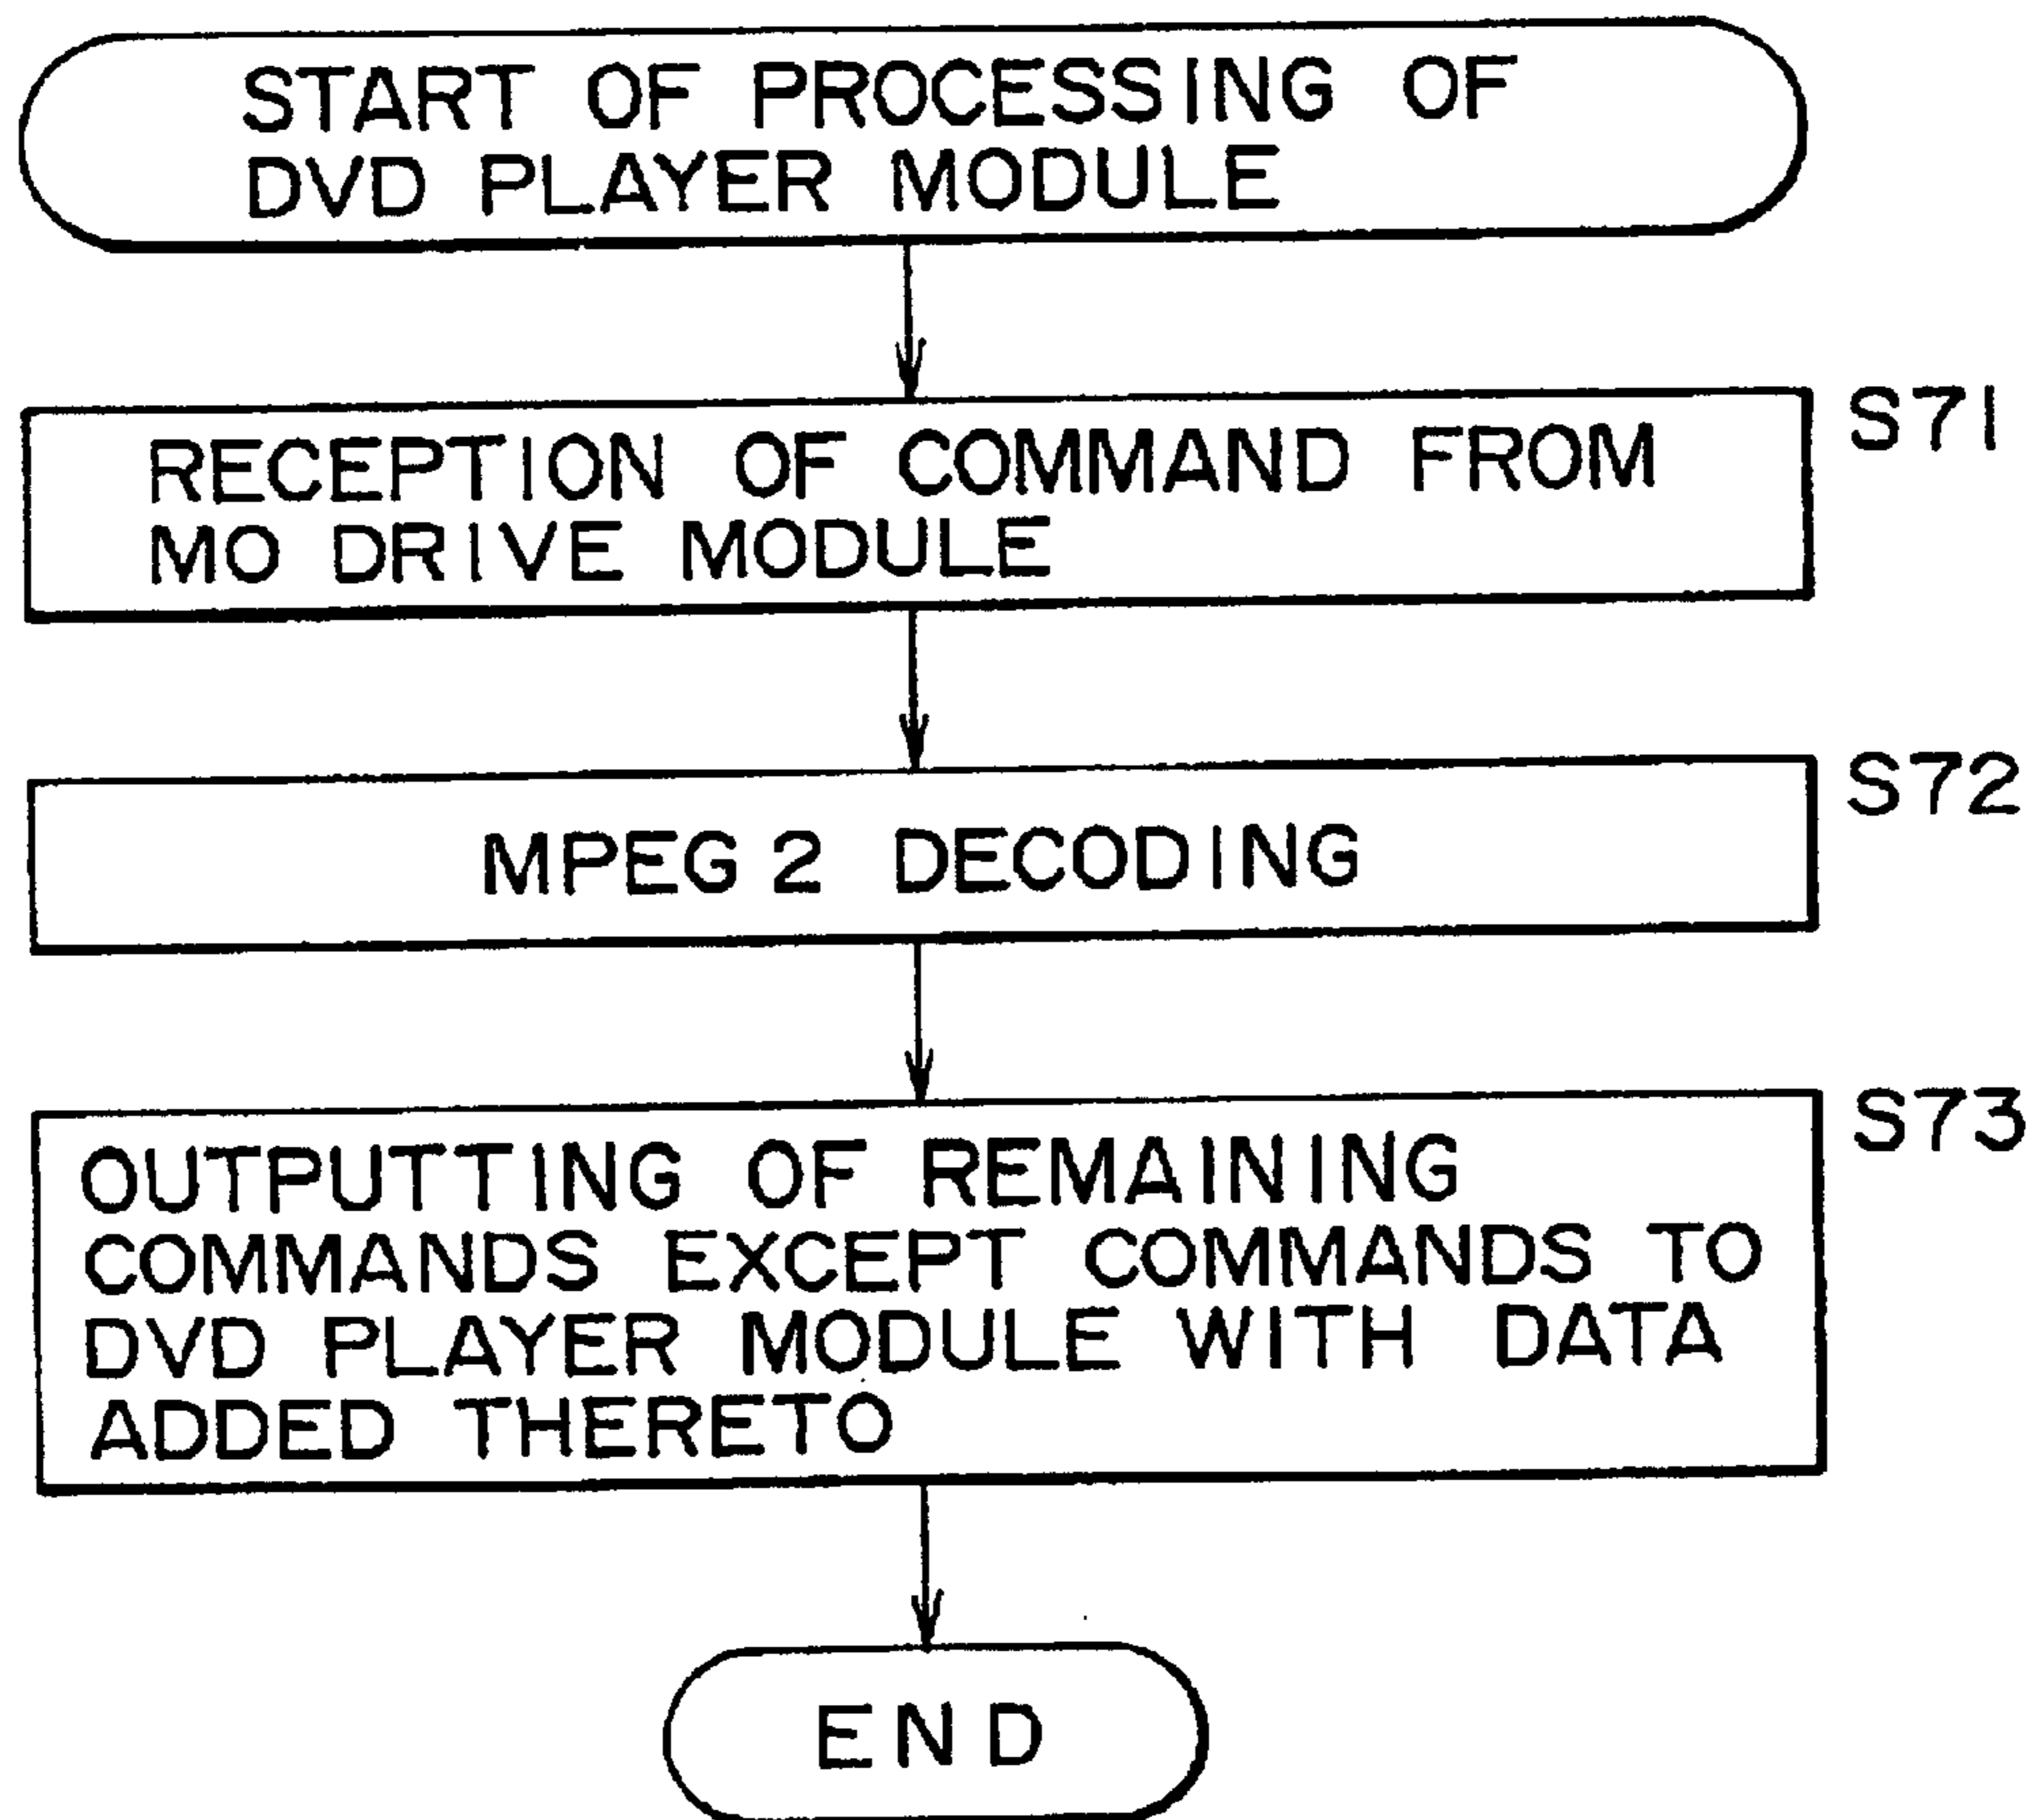 START OF PROCESSING OF
DVD PLAYER MODULE
S71
RECEPTION OF COMMAND FROM
MO DRIVE MODULE
S72
MPEG 2 DECODING
S73
OUTPUTTING OF REMAINING
COMMANDS EXCEPT COMMANDS TO
DVD PLAYER MODULE WITH DATA
ADDED THERETO
END